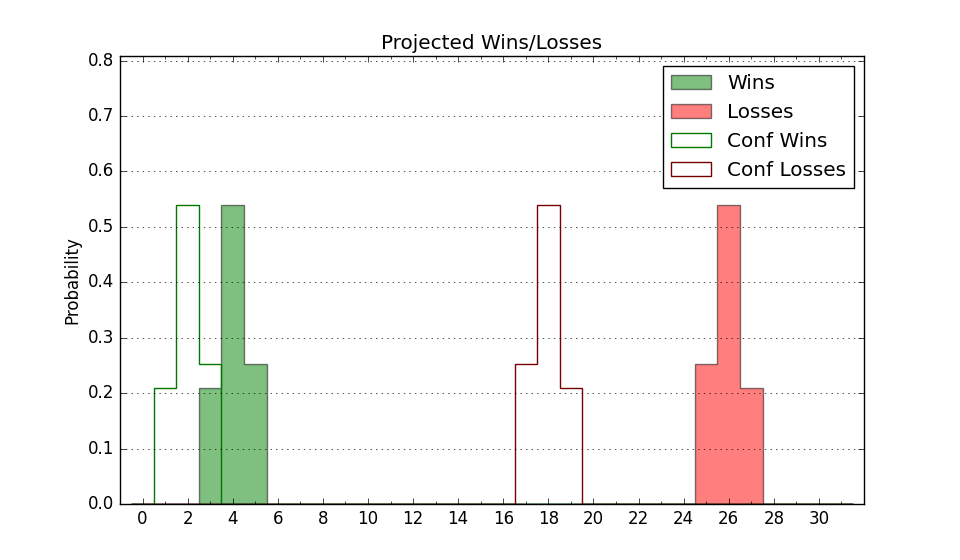 Projected Wins/Losses
Wins
Losses
Conf Wins
Conf Losses
Probability
0.8
0.7
0.6
0.5
0.4
0.3
0.2
0.1
0.0
0 2 4 6 8 10 12 14 16 18 20 22 24 26 28 30